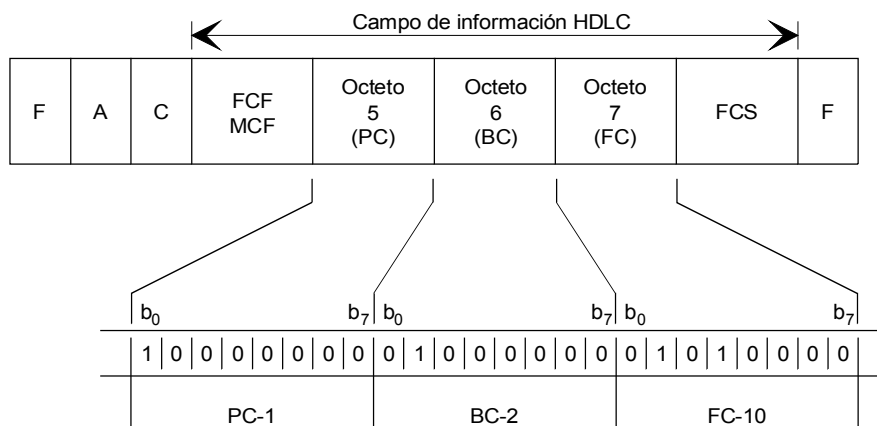 Campo de información HDLC
F
A
C
FCF
MCF
Octeto
5
(PC)
Octeto
6
(BC)
Octeto
7
(FC)
FCS
F
b0
b7
b0
b7
b0
b7
1 0 0 0 0 0 0 0 0 1 0 0 0 0 0 0 0 1 0 1 0 0 0 0
PC-1
BC-2
FC-10